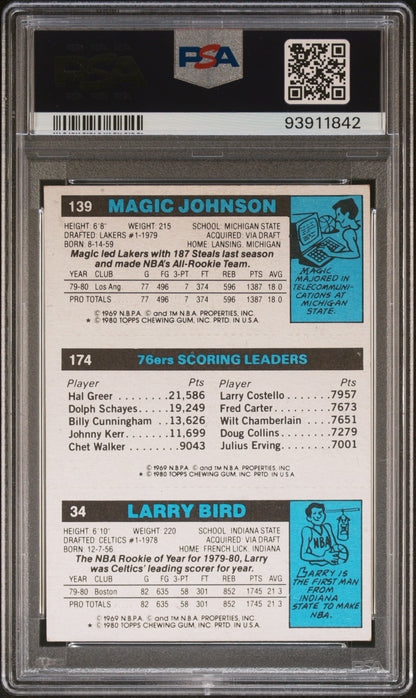 PSA
PSA
93911842
139 MAGIC JOHNSON
HEIGHT: 6'8" WEIGHT: 215 SCHOOL: MICHIGAN STATE
DRAFTED: LAKERS #1-1979 ACQUIRED: VIA DRAFT
BORN: 8-14-59 HOME: LANSING, MICHIGAN
Magic led Lakers with 187 Steals last season
and made NBA's All-Rookie Team.
YEAR CLUB G FG 3-PT FT REB PTS AVG
79-80 Los Ang. 77 496 7 374 596 1387 18.0
PRO TOTALS 77 496 7 374 596 1387 18.0
© 1969 N.B.P.A. © and TM N.B.A. PROPERTIES, INC
★ © 1980 TOPPS CHEWING GUM, INC. PRTD. IN U.S.A.
MAGIC
MAJORED IN
TELECOMMUNI-
CATIONS AT
MICHIGAN
STATE.
174 76ers SCORING LEADERS
Player Pts Player Pts
Hal Greer . . . . . . . 21,586 Larry Costello . . . . . 7957
Dolph Schayes . . . . 19,249 Fred Carter . . . . . . . 7673
Billy Cunningham . . 13,626 Wilt Chamberlain . . . 7651
Johnny Kerr . . . . . 11,699 Doug Collins . . . . . . 7279
Chet Walker . . . . . . 9043 Julius Erving . . . . . . 7001
© 1969 N.B.P.A. © and TM N.B.A. PROPERTIES, INC
★ © 1980 TOPPS CHEWING GUM, INC. PRTD. IN U.S.A.
34 LARRY BIRD
HEIGHT: 6'10" WEIGHT: 220 SCHOOL: INDIANA STATE
DRAFTED: CELTICS #1-1978 ACQUIRED: VIA DRAFT
BORN: 12-7-56 HOME: FRENCH LICK, INDIANA
The NBA Rookie of Year for 1979-80, Larry
was Celtics' leading scorer for year.
YEAR CLUB G FG 3-PT FT REB PTS AVG
79-80 Boston 82 635 58 301 852 1745 21.3
PRO TOTALS 82 635 58 301 852 1745 21.3
© 1969 N.B.P.A. © and TM N.B.A. PROPERTIES, INC
★ © 1980 TOPPS CHEWING GUM, INC. PRTD. IN U.S.A.
NBA
LARRY IS
THE FIRST MAN
FROM
INDIANA
STATE TO MAKE
NBA.